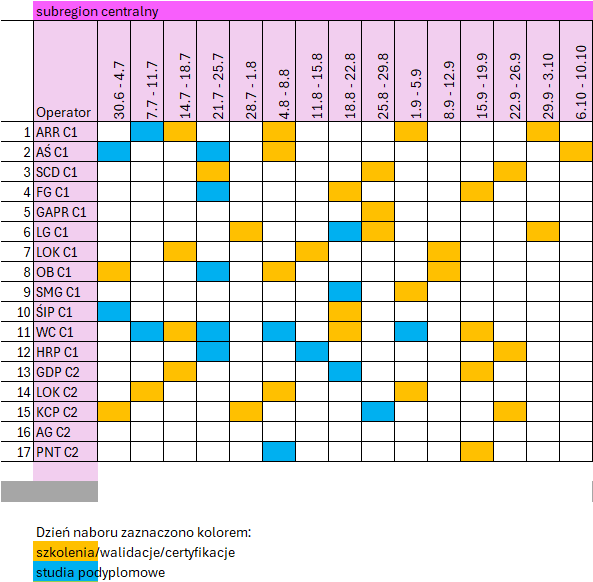 subregion centralny
Operator 30.6 - 4.7 7.7 - 11.7 14.7 - 18.7 21.7 - 25.7 28.7 - 1.8 4.8 - 8.8 11.8 - 15.8 18.8 - 22.8 25.8 - 29.8 1.9 - 5.9 8.9 - 12.9 15.9 - 19.9 22.9 - 26.9 29.9 - 3.10 6.10 - 10.10
1 ARR C1
2 AŚ C1
3 SCD C1
4 FG C1
5 GAPR C1
6 LG C1
7 LOK C1
8 OB C1
9 SMG C1
10 ŚIP C1
11 WC C1
12 HRP C1
13 GDP C2
14 LOK C2
15 KCP C2
16 AG C2
17 PNT C2
Dzień naboru zaznaczono kolorem:
szkolenia/walidacje/certyfikacje
studia podyplomowe